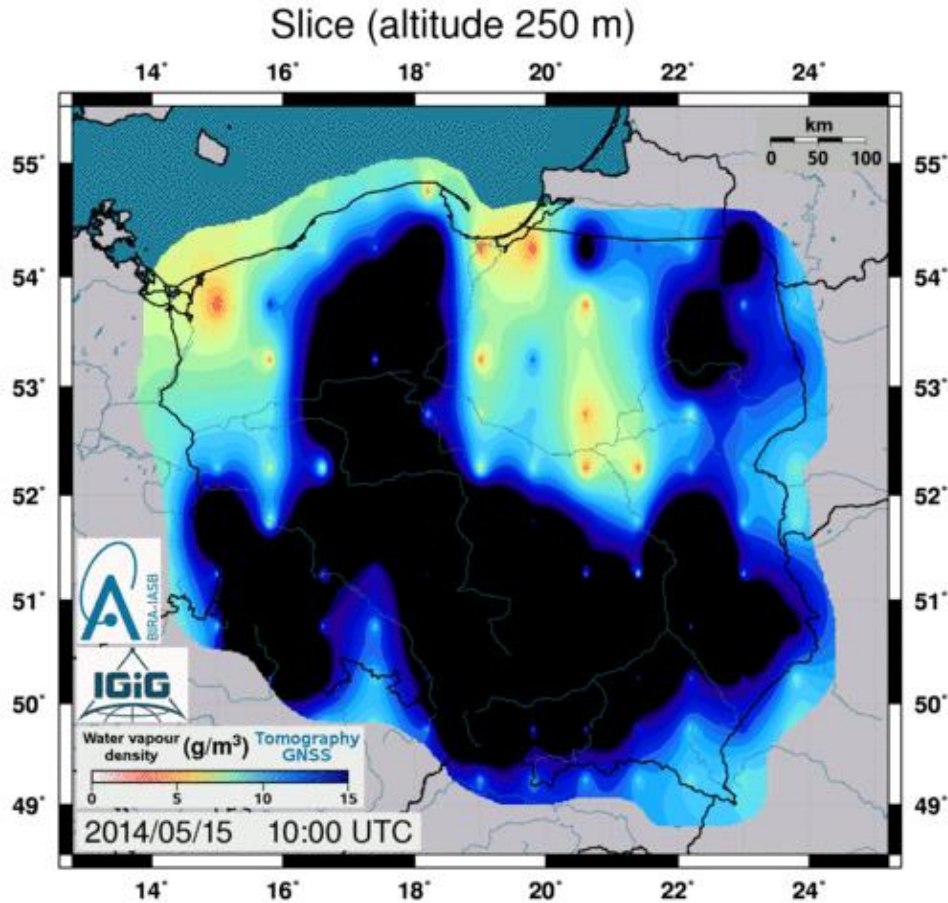 Slice (altitude 250 m)
14° 16° 18° 20° 22° 24°
km
0 50 100
55° 55°
54° 54°
53° 53°
52° 52°
51° 51°
50° 50°
49° 49°
BIRA-IASB
IGiG
Water vapour density (g/m³) Tomography GNSS
0 5 10 15
2014/05/15 10:00 UTC
14° 16° 18° 20° 22° 24°